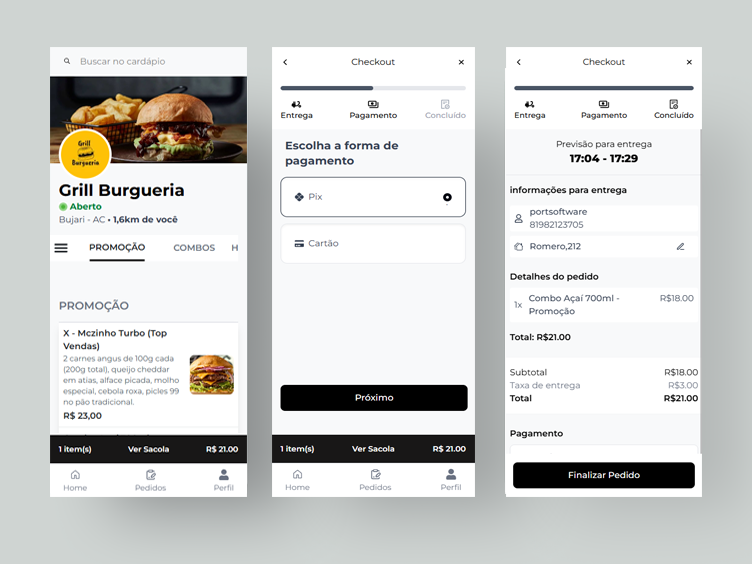 Buscar no cardápio
Grill
Burgueria
Grill Burgueria
Aberto
Bujari - AC • 1,6km de você
PROMOÇÃO
COMBOS
H
PROMOÇÃO
X - Mczinho Turbo (Top
Vendas)
2 carnes angus de 100g cada
(200g total), queijo cheddar
em atias, alface picada, molho
especial, cebola roxa, picles 99
no pão tradicional.
R$ 23,00
1 item(s)
Ver Sacola
R$ 21.00
Home
Pedidos
Perfil
Checkout
Entrega
Pagamento
Concluído
Escolha a forma de
pagamento
Pix
Cartão
Próximo
1 item(s)
Ver Sacola
R$ 21.00
Home
Pedidos
Perfil
Checkout
Entrega
Pagamento
Concluído
Previsão para entrega
17:04 - 17:29
informações para entrega
portsoftware
81982123705
Romero,212
Detalhes do pedido
1x Combo Açaí 700ml - R$18.00
Promoção
Total: R$21.00
Subtotal R$18.00
Taxa de entrega R$3.00
Total R$21.00
Pagamento
Finalizar Pedido